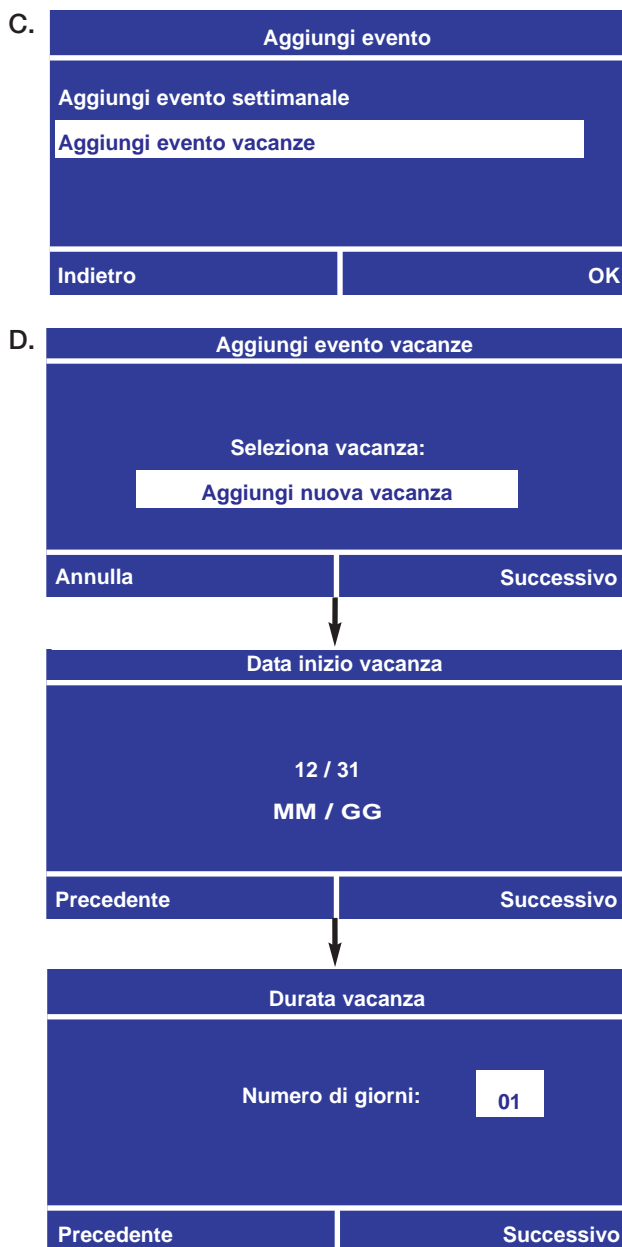 C.
Aggiungi evento
Aggiungi evento settimanale
Aggiungi evento vacanze
Indietro OK
D.
Aggiungi evento vacanze
Seleziona vacanza:
Aggiungi nuova vacanza
Annulla Successivo
Data inizio vacanza
12 / 31
MM / GG
Precedente Successivo
Durata vacanza
Numero di giorni: 01
Precedente Successivo